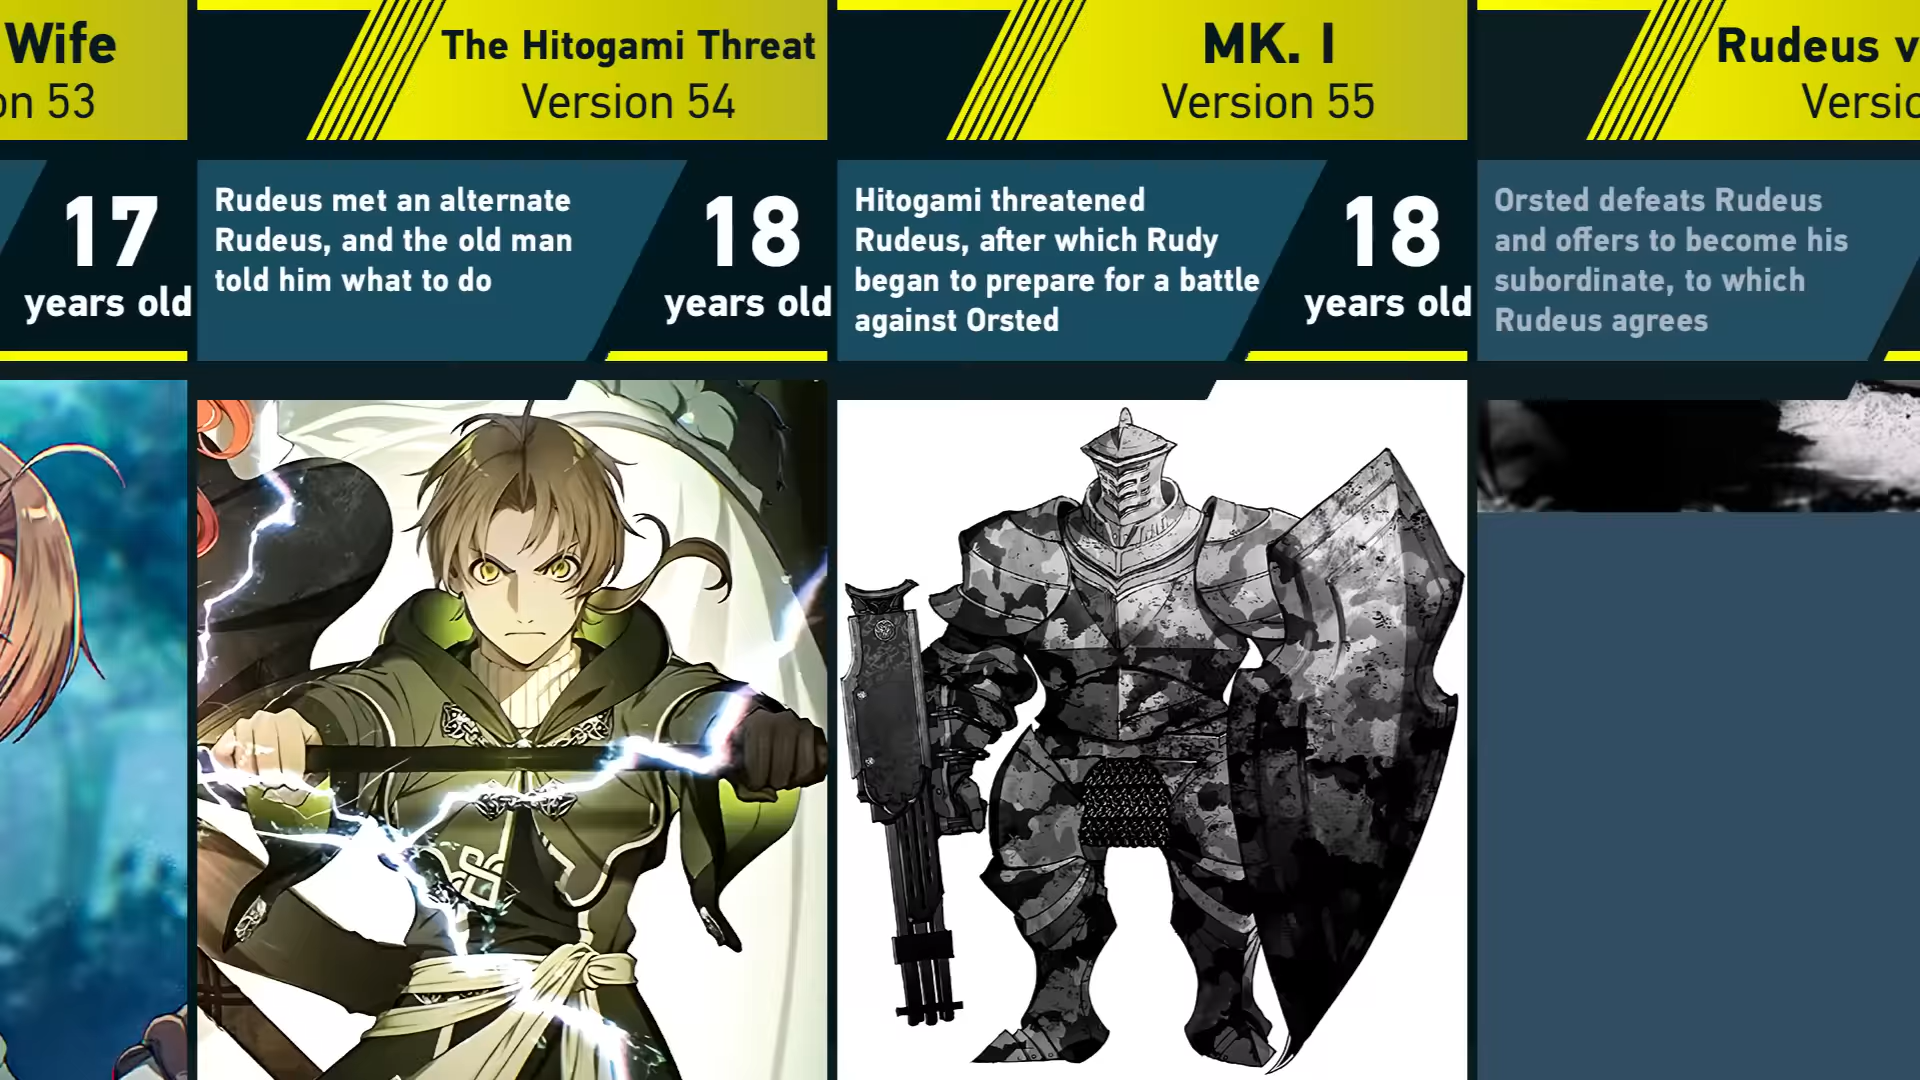 Wife
on 53
17
years old
The Hitogami Threat
Version 54
Rudeus met an alternate
Rudeus, and the old man
told him what to do
18
years old
MK. I
Version 55
Hitogami threatened
Rudeus, after which Rudy
began to prepare for a battle
against Orsted
18
years old
Rudeus v
Versio
Orsted defeats Rudeus
and offers to become his
subordinate, to which
Rudeus agrees